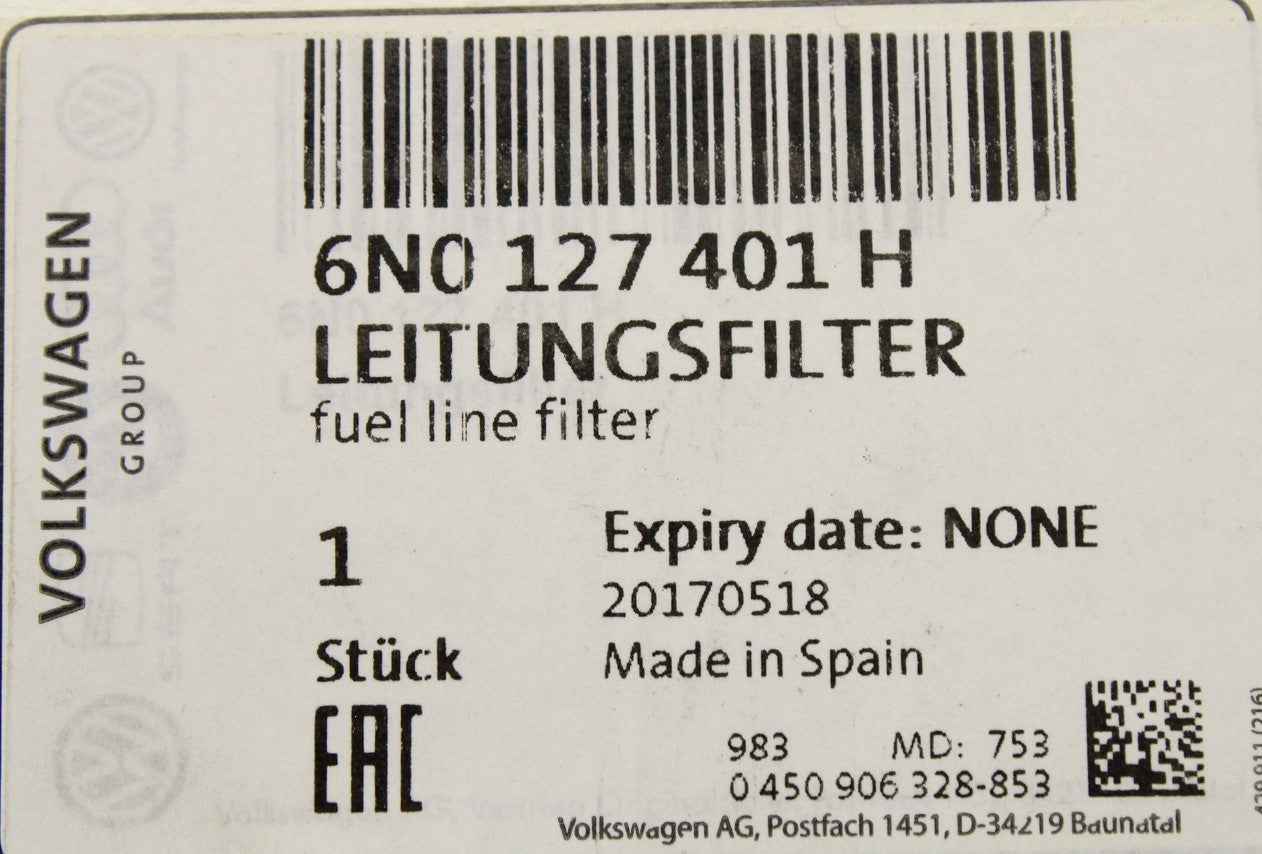 VOLKSWAGEN
GROUP
6N0 127 401 H
LEITUNGSFILTER
fuel line filter
1
Stück
Expiry date: NONE
20170518
Made in Spain
EAC
983 MD: 753
0 450 906 328-853
Volkswagen AG, Postfach 1451, D-34219 Baunatal